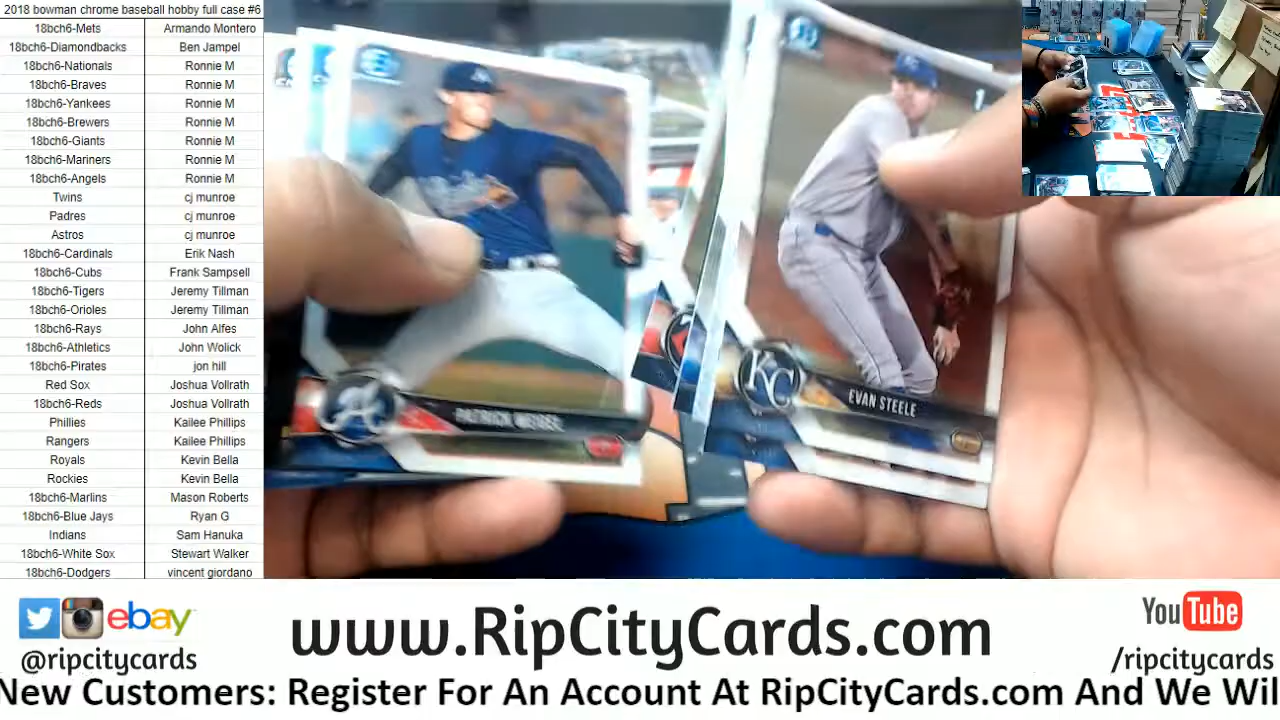 2018 bowman chrome baseball hobby full case #6
18bch6-Mets Armando Montero
18bch6-Diamondbacks Ben Jampel
18bch6-Nationals Ronnie M
18bch6-Braves Ronnie M
18bch6-Yankees Ronnie M
18bch6-Brewers Ronnie M
18bch6-Giants Ronnie M
18bch6-Mariners Ronnie M
18bch6-Angels Ronnie M
Twins cj munroe
Padres cj munroe
Astros cj munroe
18bch6-Cardinals Erik Nash
18bch6-Cubs Frank Sampsell
18bch6-Tigers Jeremy Tillman
18bch6-Orioles Jeremy Tillman
18bch6-Rays John Alfes
18bch6-Athletics John Wolick
18bch6-Pirates jon hill
Red Sox Joshua Vollrath
18bch6-Reds Joshua Vollrath
Phillies Kailee Phillips
Rangers Kailee Phillips
Royals Kevin Bella
Rockies Kevin Bella
18bch6-Marlins Mason Roberts
18bch6-Blue Jays Ryan G
Indians Sam Hanuka
18bch6-White Sox Stewart Walker
18bch6-Dodgers vincent giordano
PATRICK
1
KC
EVAN STEELE
ebay
@ripcitycards
www.RipCityCards.com
YouTube
/ripcitycards
New Customers: Register For An Account At RipCityCards.com And We Wil